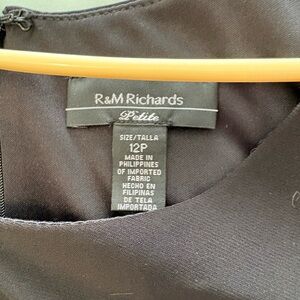 R&M Richards
Petite
SIZE/TALLA
12P
MADE IN
PHILIPPINES
OF IMPORTED
FABRIC
HECHO EN
FILIPINAS
DE TELA
IMPORTADA